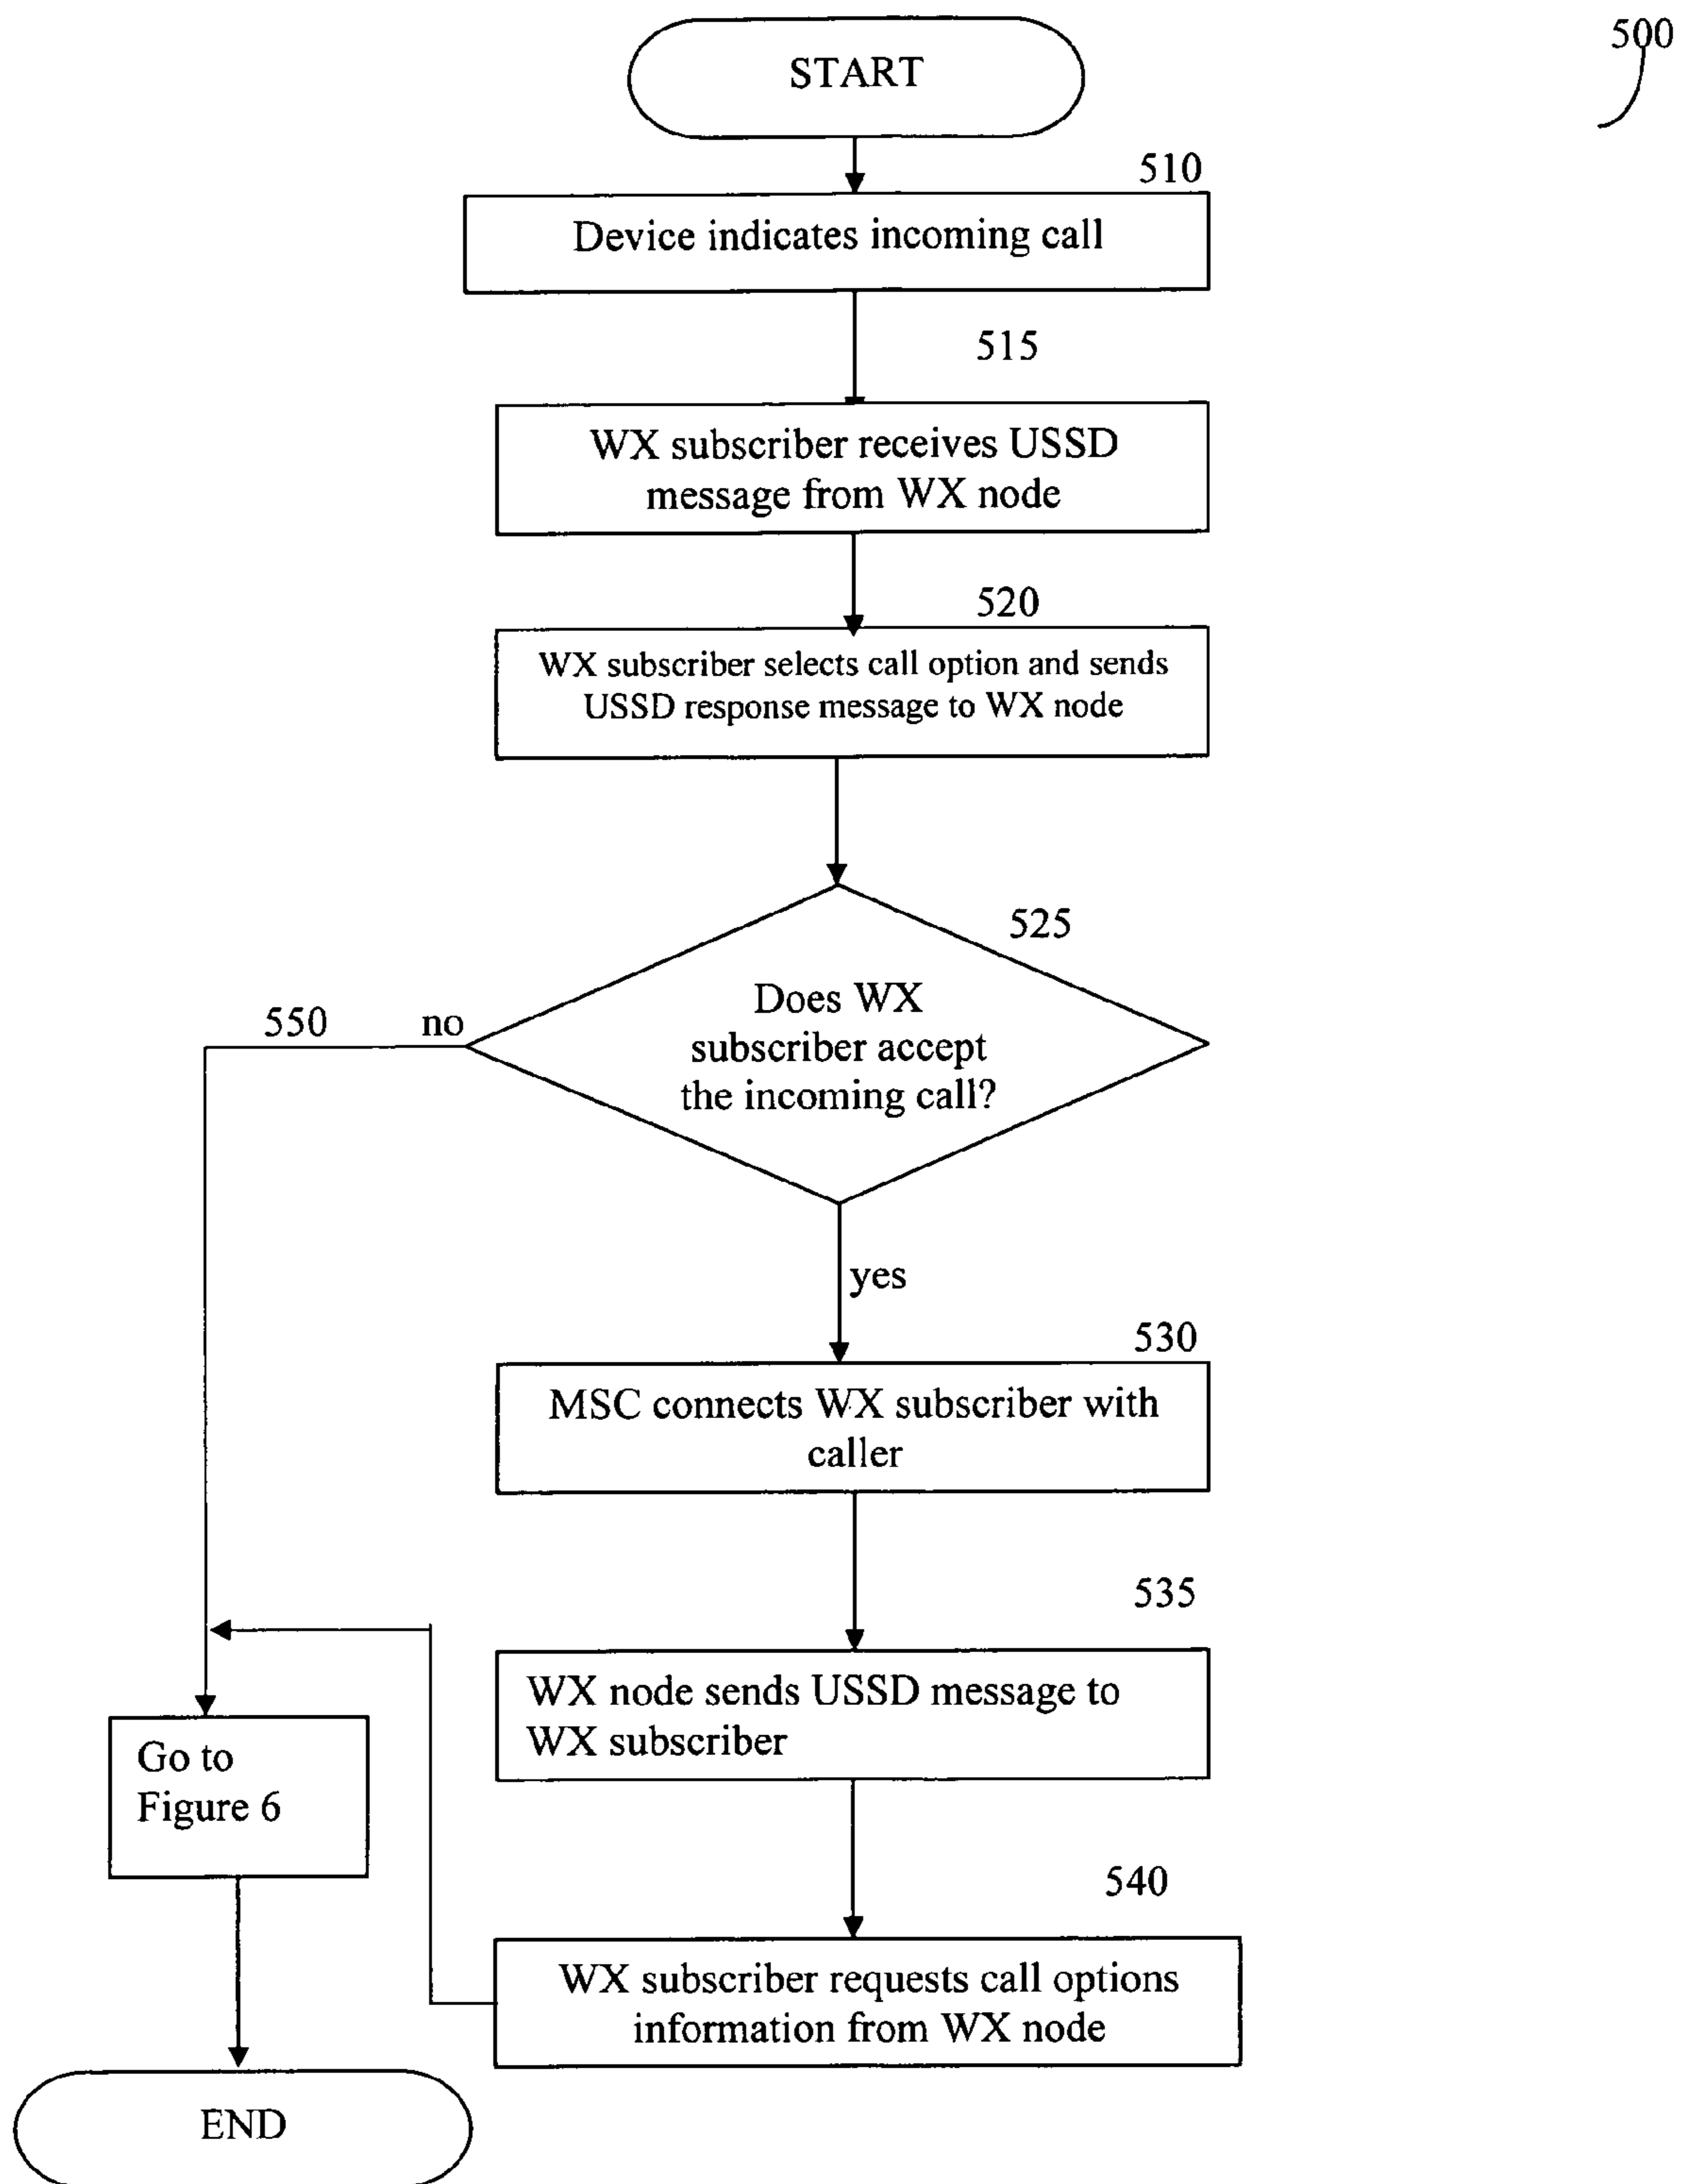 500
START
510
Device indicates incoming call
515
WX subscriber receives USSD
message from WX node
520
WX subscriber selects call option and sends
USSD response message to WX node
525
Does WX
subscriber accept
the incoming call?
550
no
yes
530
MSC connects WX subscriber with
caller
535
WX node sends USSD message to
WX subscriber
Go to
Figure 6
540
WX subscriber requests call options
information from WX node
END